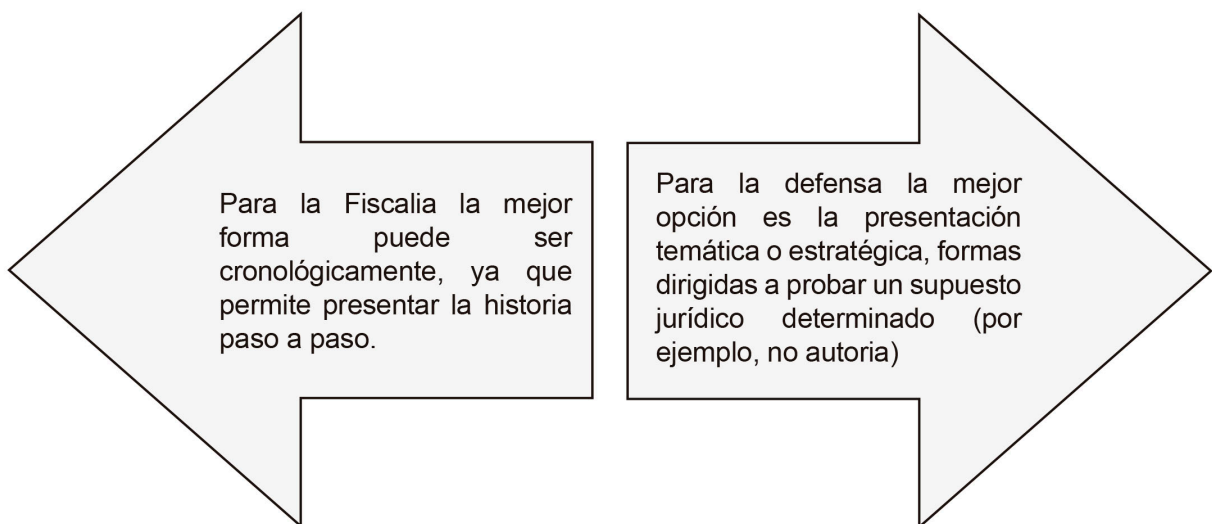 Para la Fiscalia la mejor
forma puede ser
cronológicamente, ya que
permite presentar la historia
paso a paso.
Para la defensa la mejor
opción es la presentación
temática o estratégica, formas
dirigidas a probar un supuesto
jurídico determinado (por
ejemplo, no autoria)